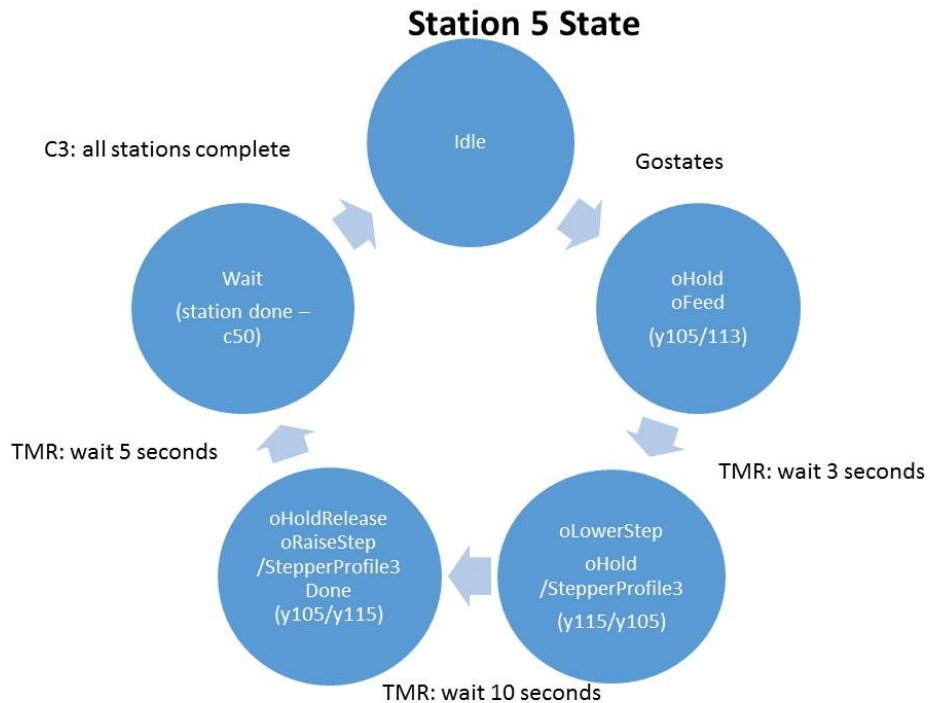 Station 5 State
Idle
Gostates
oHold
oFeed
(y105/113)
TMR: wait 3 seconds
oLowerStep
oHold
/StepperProfile3
(y115/y105)
TMR: wait 10 seconds
oHoldRelease
oRaiseStep
/StepperProfile3
Done
(y105/y115)
TMR: wait 5 seconds
Wait
(station done –
c50)
C3: all stations complete